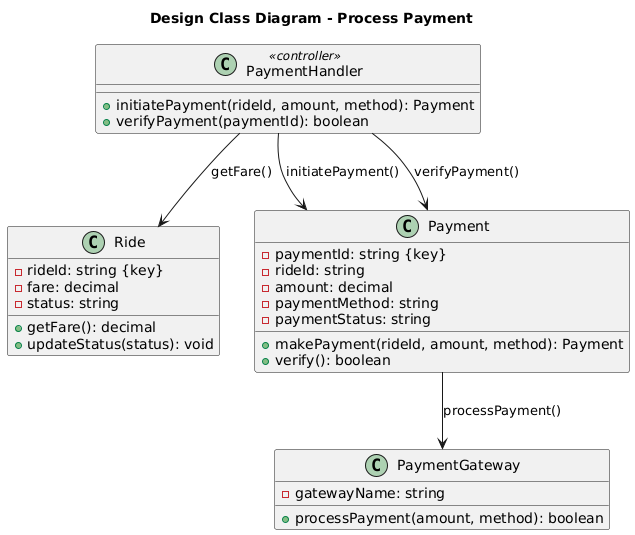 Design Class Diagram - Process Payment
«controller»
C PaymentHandler
initiatePayment(rideId, amount, method): Payment
verifyPayment(paymentId): boolean
getFare()
initiatePayment()
verifyPayment()
C Ride
rideId: string {key}
fare: decimal
status: string
getFare(): decimal
updateStatus(status): void
C Payment
paymentId: string {key}
rideId: string
amount: decimal
paymentMethod: string
paymentStatus: string
makePayment(rideId, amount, method): Payment
verify(): boolean
processPayment()
C PaymentGateway
gatewayName: string
processPayment(amount, method): boolean